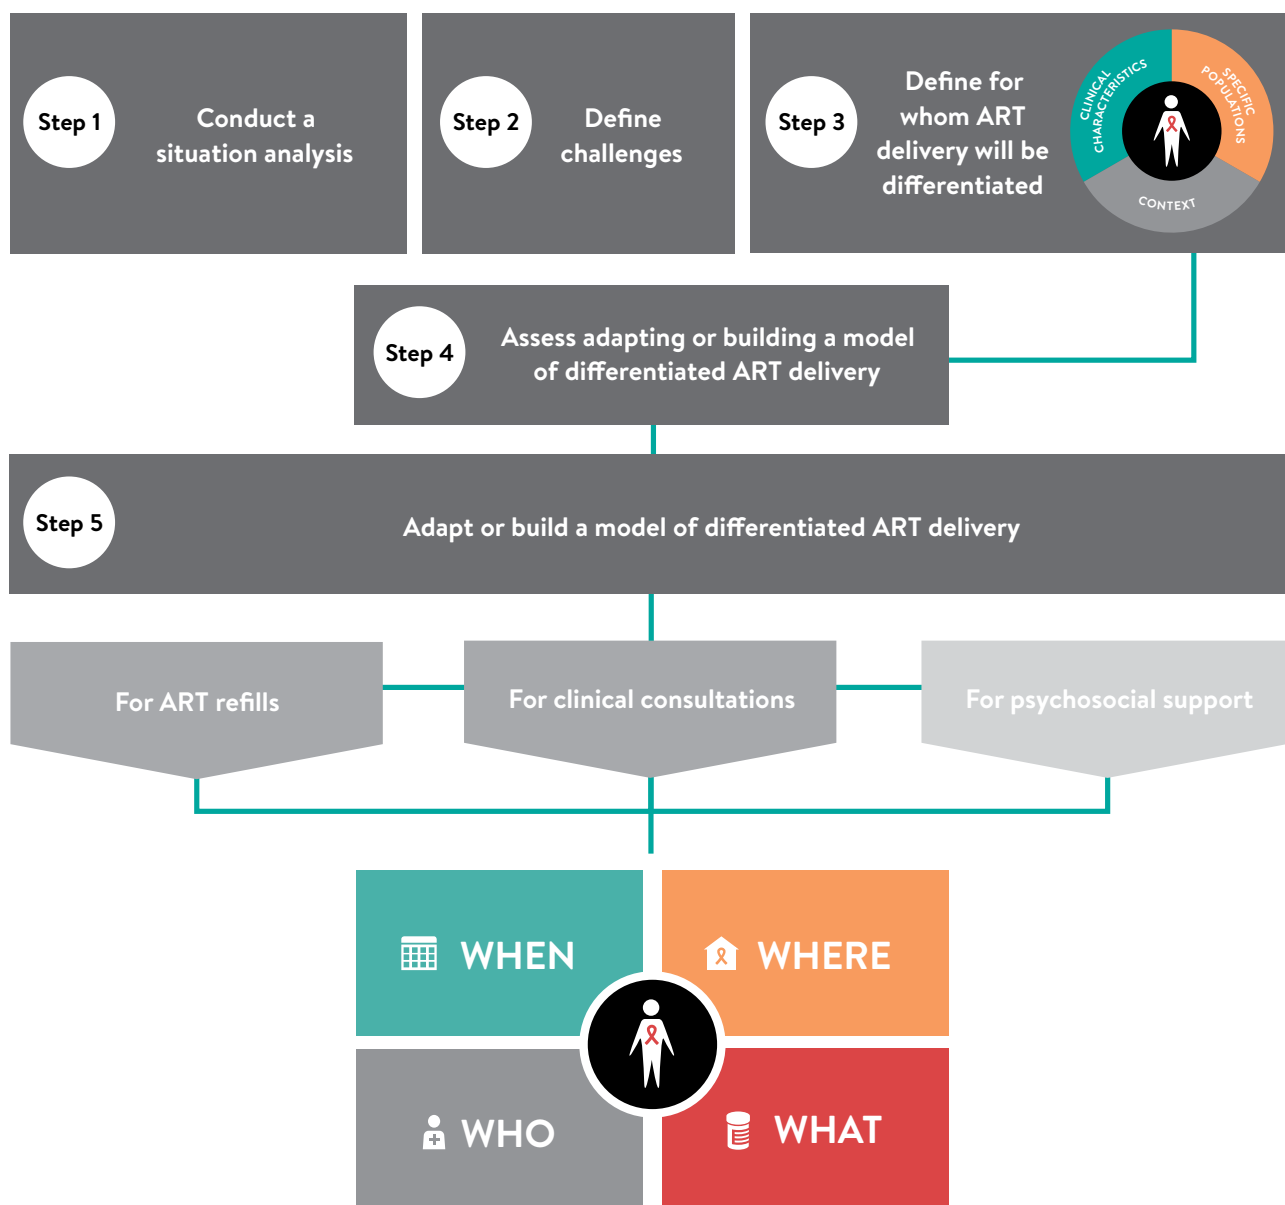 Step 1
Conduct a
situation analysis
Step 2
Define
challenges
Step 3
Define for
whom ART
delivery will be
differentiated
CLINICAL
CHARACTERISTICS
SPECIFIC
POPULATIONS
CONTEXT
Step 4
Assess adapting or building a model
of differentiated ART delivery
Step 5
Adapt or build a model of differentiated ART delivery
For ART refills
For clinical consultations
For psychosocial support
WHEN
WHERE
WHO
WHAT